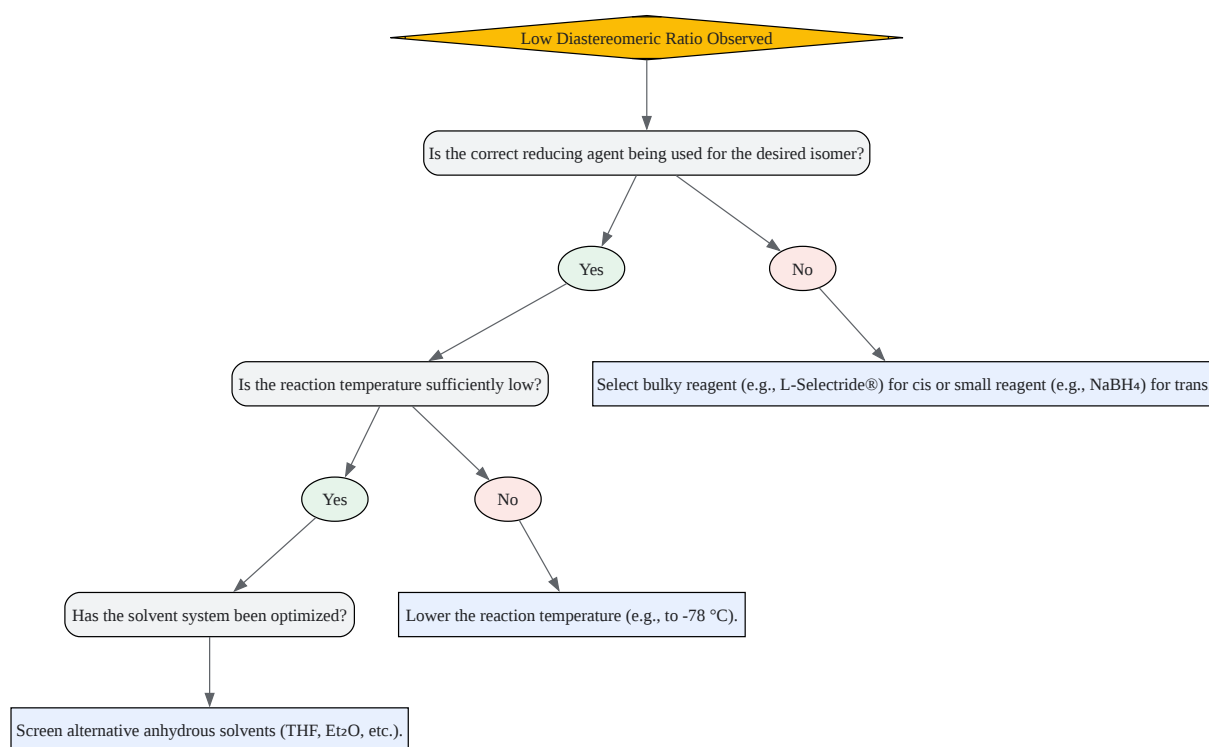 Low Diastereomeric Ratio Observed
Is the correct reducing agent being used for the desired isomer?
Yes
No
Is the reaction temperature sufficiently low?
Select bulky reagent (e.g., L-Selectride®) for cis or small reagent (e.g., NaBH₄) for trans
Yes
No
Has the solvent system been optimized?
Lower the reaction temperature (e.g., to -78 °C).
Screen alternative anhydrous solvents (THF, Et₂O, etc.).